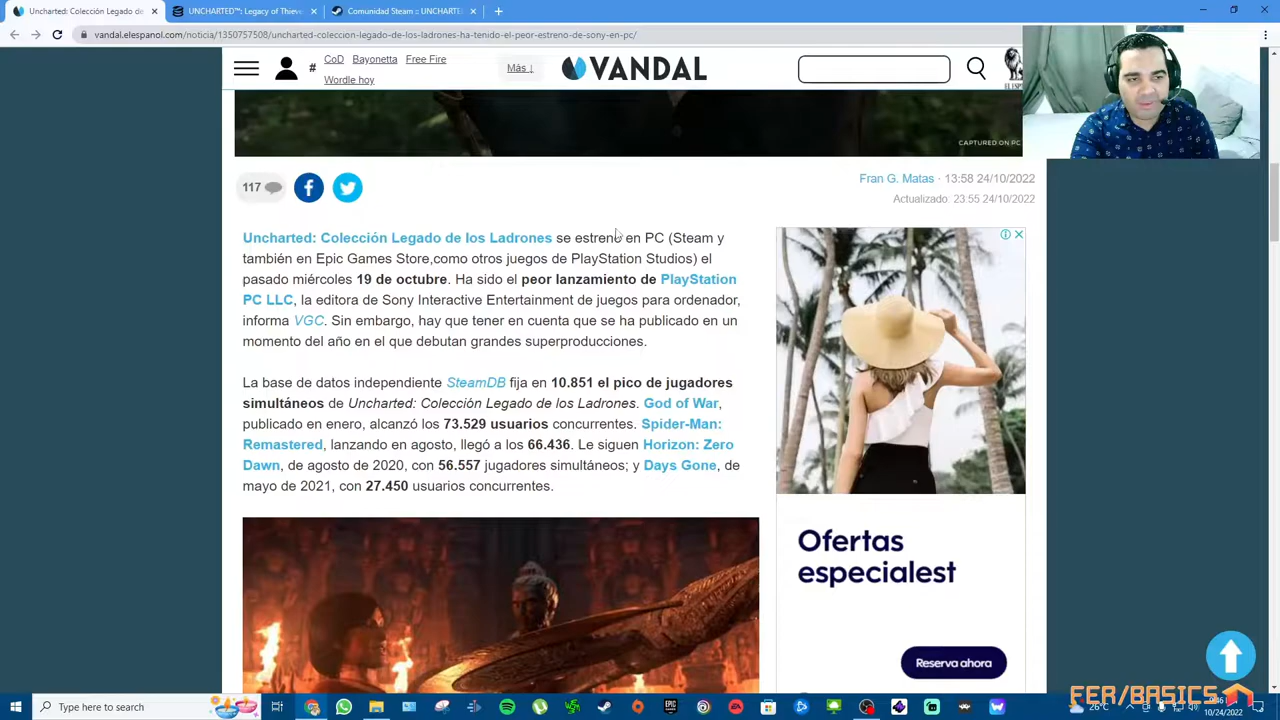 Uncharted: Colección Legado de
UNCHARTED™: Legacy of Thieve
Comunidad Steam :: UNCHARTED
vandal.elespanol.com/noticia/1350757508/uncharted-coleccion-legado-de-los-ladrones-
tenido-el-peor-estreno-de-sony-en-pc/
# CoD Bayonetta Free Fire
Wordle hoy
Más ↓
VANDAL
CAPTURED ON PC
117
Fran G. Matas · 13:58 24/10/2022
Actualizado: 23:55 24/10/2022
Uncharted: Colección Legado de los Ladrones se estrenó en PC (Steam y
también en Epic Games Store,como otros juegos de PlayStation Studios) el
pasado miércoles 19 de octubre. Ha sido el peor lanzamiento de PlayStation
PC LLC, la editora de Sony Interactive Entertainment de juegos para ordenador,
informa VGC. Sin embargo, hay que tener en cuenta que se ha publicado en un
momento del año en el que debutan grandes superproducciones.
La base de datos independiente SteamDB fija en 10.851 el pico de jugadores
simultáneos de Uncharted: Colección Legado de los Ladrones. God of War,
publicado en enero, alcanzó los 73.529 usuarios concurrentes. Spider-Man:
Remastered, lanzando en agosto, llegó a los 66.436. Le siguen Horizon: Zero
Dawn, de agosto de 2020, con 56.557 jugadores simultáneos; y Days Gone, de
mayo de 2021, con 27.450 usuarios concurrentes.
Ofertas
especialest
Reserva ahora
FER/BASICS
Type here to search
26°C
10/24/2022